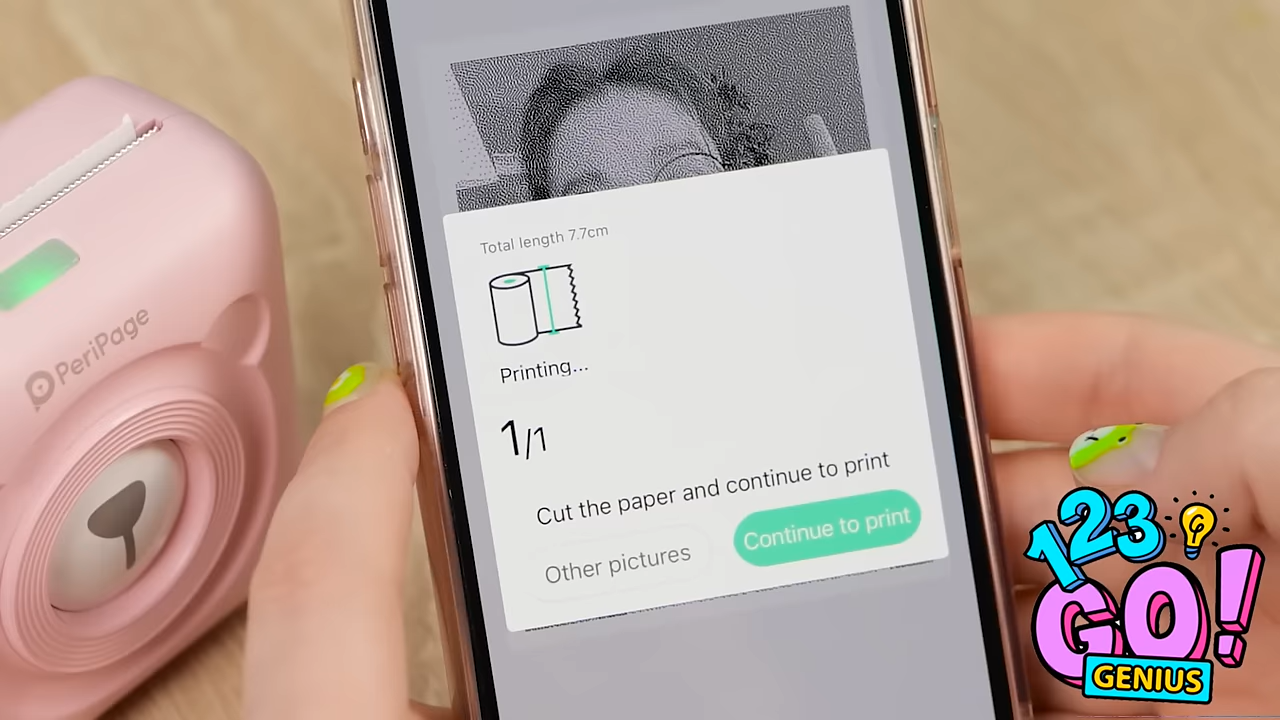 PeriPage
Total length 7.7cm
Printing...
1/1
Cut the paper and continue to print
Other pictures
Continue to print
123
GO!
GENIUS